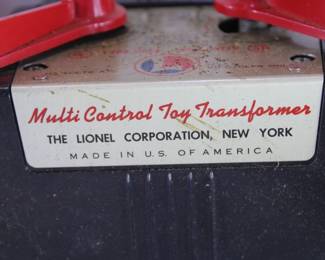 Multi Control Toy Transformer
THE LIONEL CORPORATION, NEW YORK
MADE IN U.S. OF AMERICA